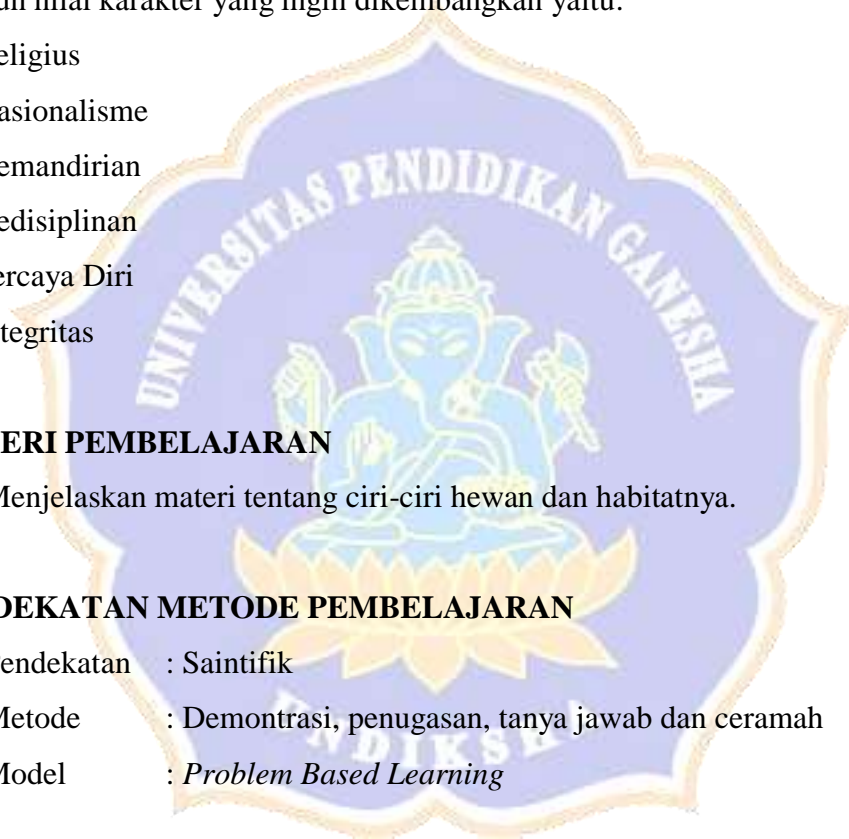 un nilai karakter yang ingin dikembangkan yaitu:
eligius
asionalisme
emandirian
edisiplinan
ercaya Diri
tegritas
UNIVERSITAS PENDIDIKAN GANESHA
ERI PEMBELAJARAN
Menjelaskan materi tentang ciri-ciri hewan dan habitatnya.
DEKATAN METODE PEMBELAJARAN
endekatan : Saintifik
Metode : Demontrasi, penugasan, tanya jawab dan ceramah
Model : Problem Based Learning
UNDIKSHA